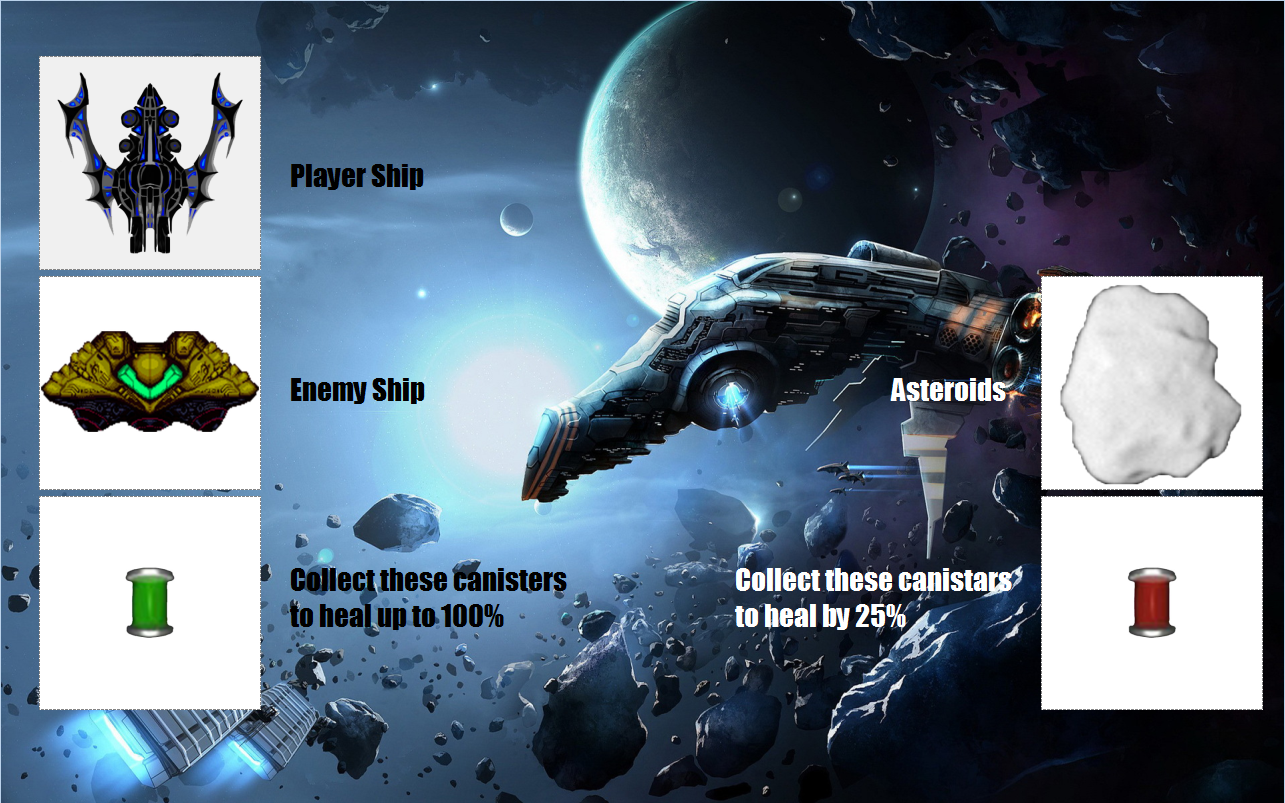 Player Ship
Enemy Ship
Asteroids
Collect these canisters
to heal up to 100%
Collect these canistars
to heal by 25%